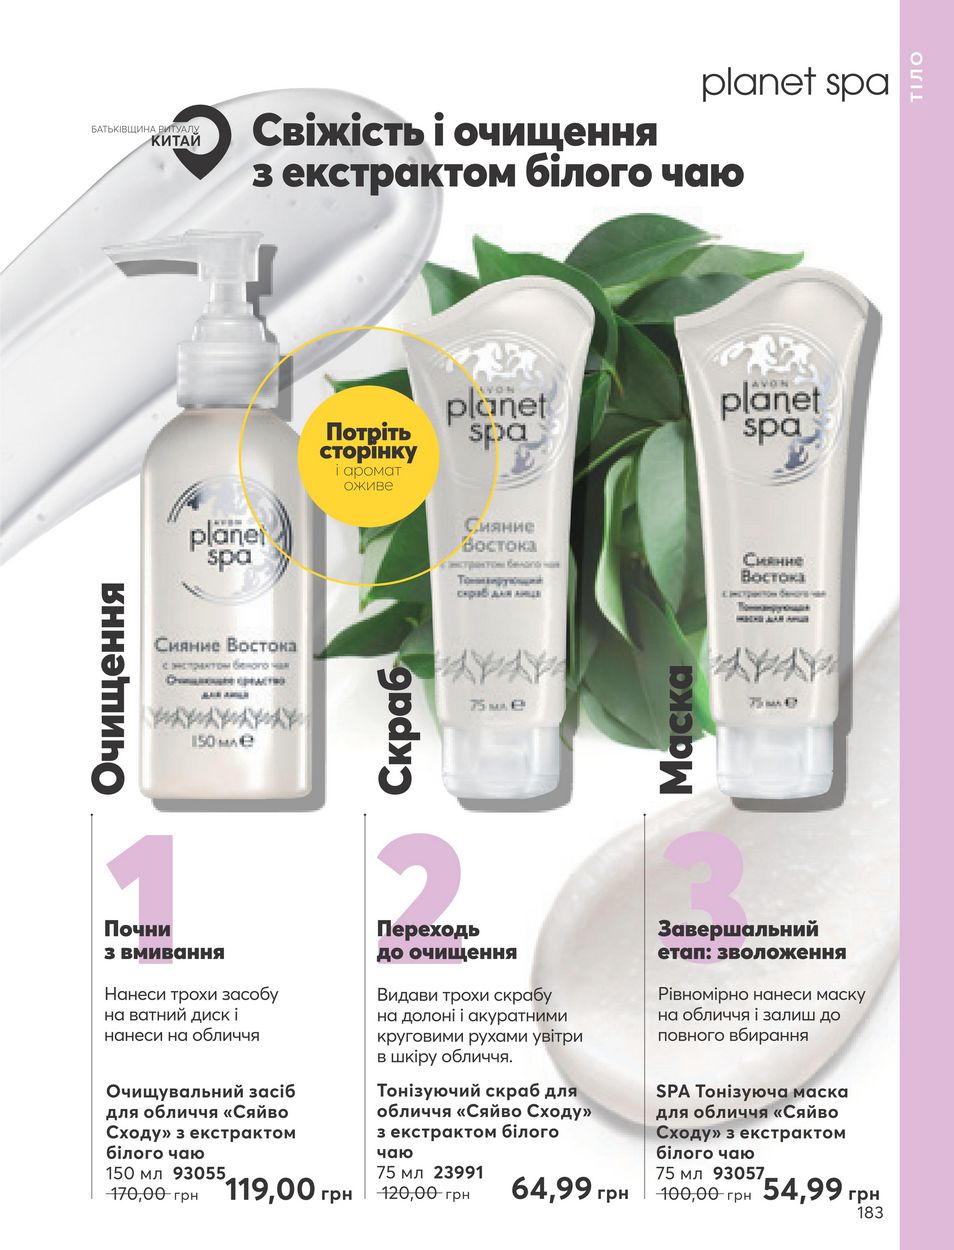 planet spa
ТІЛО
БАТЬКІВЩИНА РИТУАЛУ
КИТАЙ
Свіжість і очищення
з екстрактом білого чаю
Потріть
сторінку
і аромат
оживе
AVON
planet
spa
Сияние Востока
с экстрактом белого чая
Очищающее средство
для лица
150 мл e
AVON
planet
spa
Сияние
Востока
с экстрактом белого чая
Тонизирующий
скраб для лица
75 мл e
AVON
planet
spa
Сияние
Востока
с экстрактом белого чая
Тонизирующая
маска для лица
75 мл e
Очищення
Скраб
Маска
1
Почни
з вмивання
Нанеси трохи засобу
на ватний диск і
нанеси на обличчя
Очищувальний засіб
для обличчя «Сяйво
Сходу» з екстрактом
білого чаю
150 мл 93055
170,00 грн 119,00 грн
2
Переходь
до очищення
Видави трохи скрабу
на долоні і акуратними
круговими рухами увітри
в шкіру обличчя.
Тонізуючий скраб для
обличчя «Сяйво Сходу»
з екстрактом білого
чаю
75 мл 23991
120,00 грн 64,99 грн
3
Завершальний
етап: зволоження
Рівномірно нанеси маску
на обличчя і залиш до
повного вбирання
SPA Тонізуюча маска
для обличчя «Сяйво
Сходу» з екстрактом
білого чаю
75 мл 93057
100,00 грн 54,99 грн
183